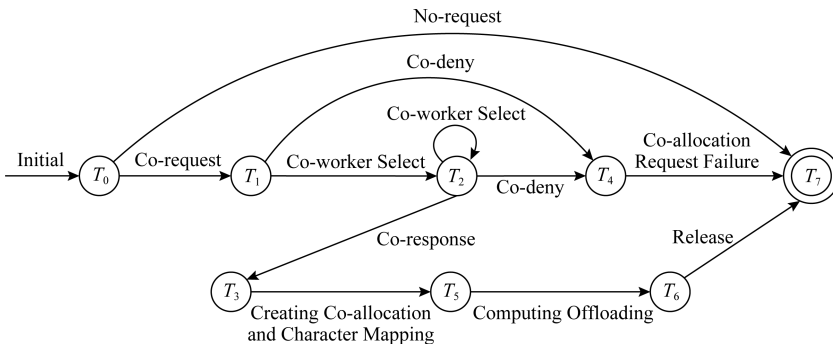 No-request
Co-deny
Co-worker Select
Co-allocation
Request Failure
Initial
T0
Co-request
T1
Co-worker Select
T2
Co-deny
T4
T7
Co-response
Release
T3
Creating Co-allocation
and Character Mapping
T5
Computing Offloading
T6